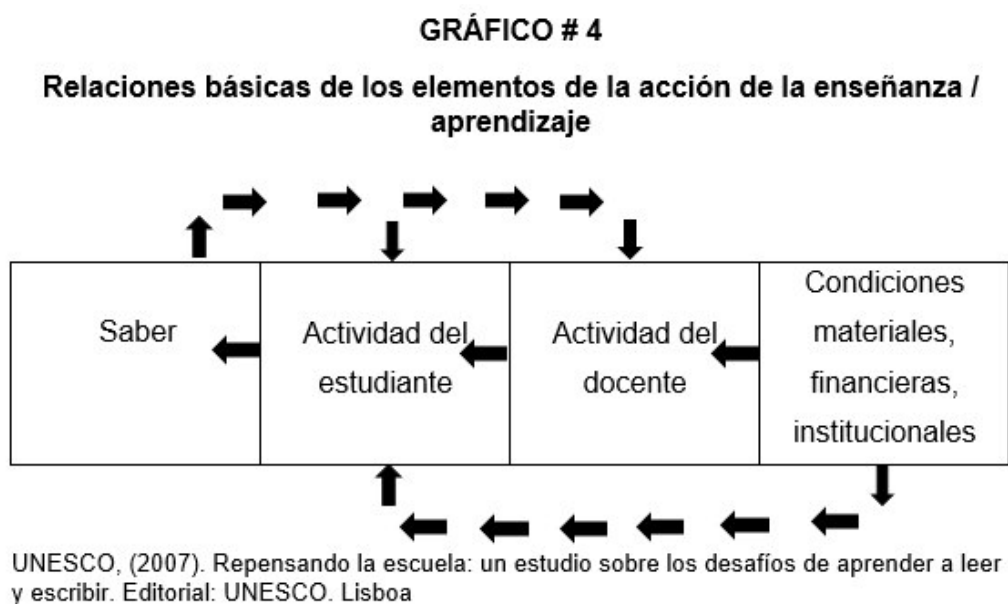 GRÁFICO # 4
Relaciones básicas de los elementos de la acción de la enseñanza /
aprendizaje
Saber
Actividad del
estudiante
Actividad del
docente
Condiciones
materiales,
financieras,
institucionales
UNESCO, (2007). Repensando la escuela: un estudio sobre los desafíos de aprender a leer
y escribir. Editorial: UNESCO. Lisboa